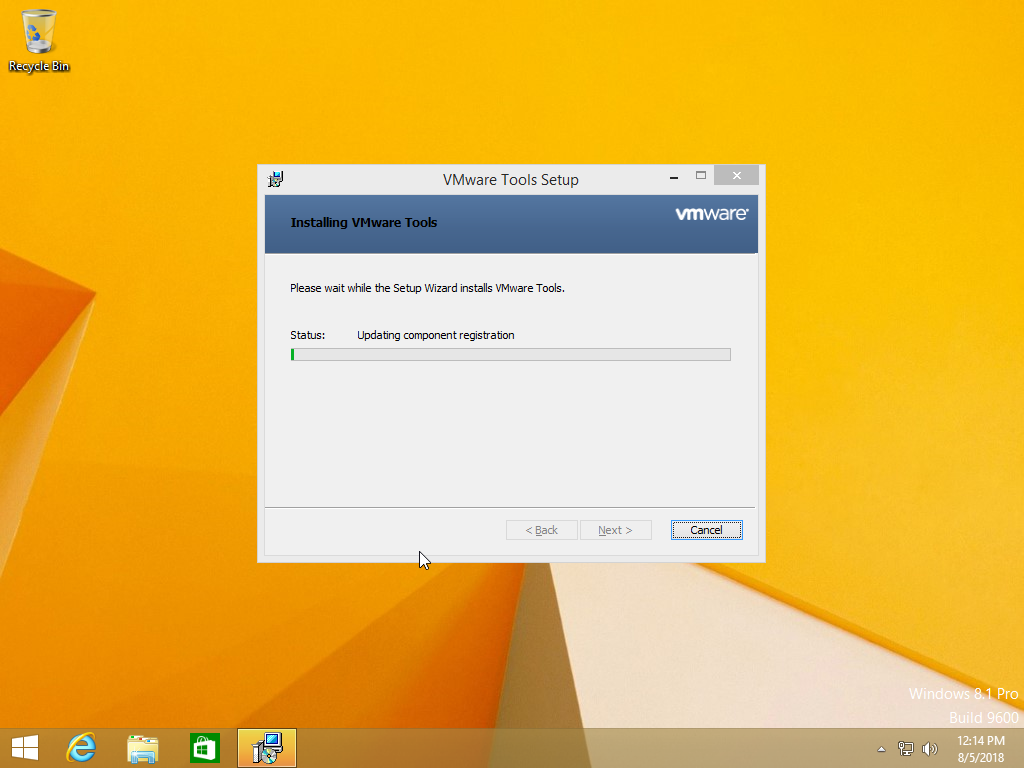 Recycle Bin
VMware Tools Setup
Installing VMware Tools
vmware
Please wait while the Setup Wizard installs VMware Tools.
Status: Updating component registration
< Back Next > Cancel
Windows 8.1 Pro
Build 9600
12:14 PM
8/5/2018